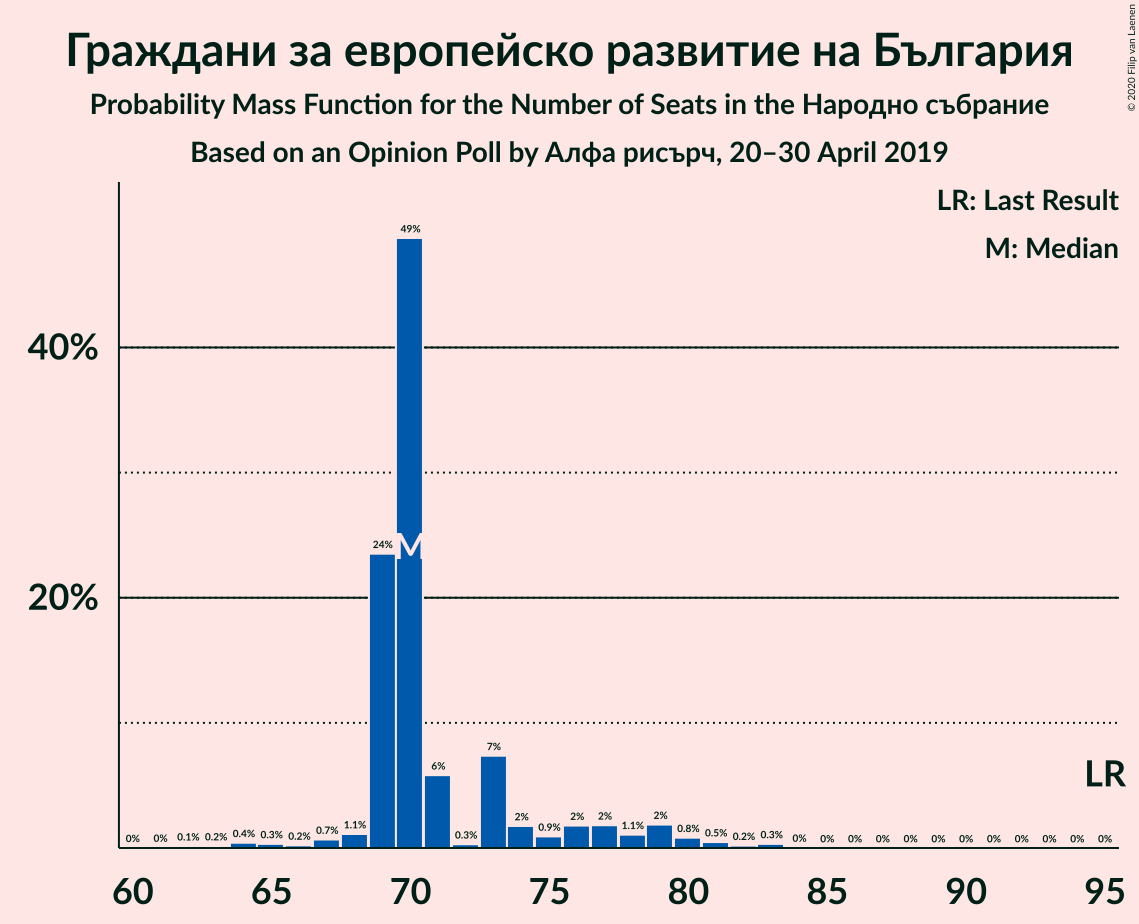 Граждани за европейско развитие на България
Probability Mass Function for the Number of Seats in the Народно събрание
Based on an Opinion Poll by Алфа рисърч, 20–30 April 2019
© 2020 Filip van Laenen
LR: Last Result
M: Median
49%
40%
24%
M
20%
7%
6%
LR
0% 0% 0.1% 0.2% 0.4% 0.3% 0.2% 0.7% 1.1% 0.3% 2% 0.9% 2% 2% 1.1% 2% 0.8% 0.5% 0.2% 0.3% 0% 0% 0% 0% 0% 0% 0% 0% 0% 0% 0% 0%
60 65 70 75 80 85 90 95